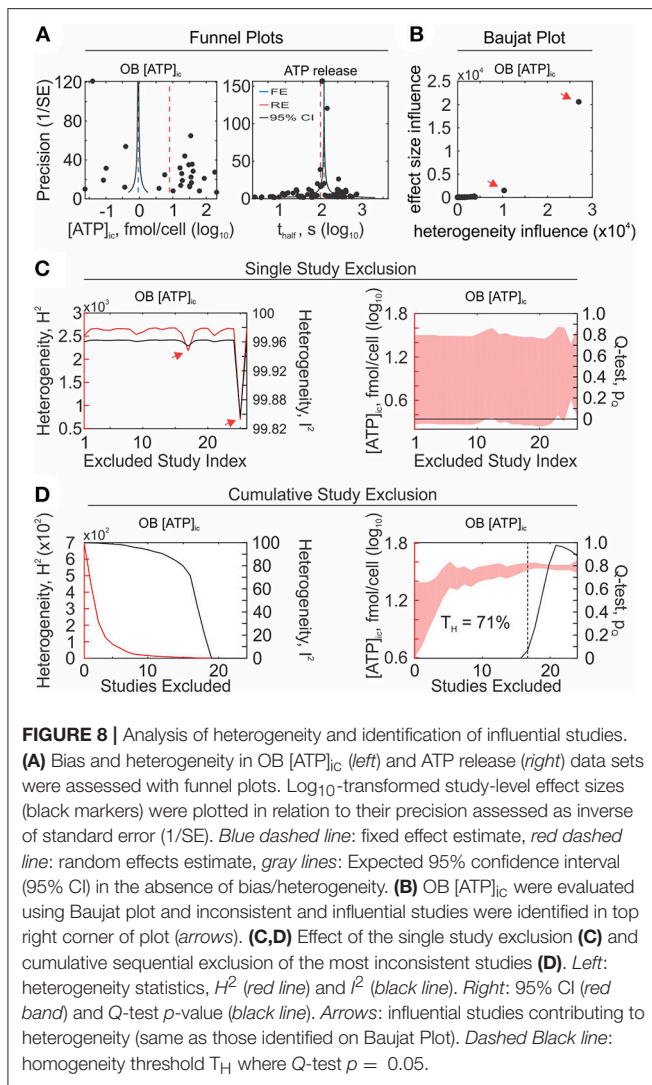 A
Funnel Plots
B
Baujat Plot
OB [ATP]ic
ATP release
OB [ATP]ic
Precision (1/SE)
120
80
40
0
-1
0
1
2
[ATP]ic, fmol/cell (log10)
150
100
50
0
FE
RE
95% CI
1
2
3
t half, s (log10)
effect size influence
x10^4
2.5
2.0
1.5
1.0
0.5
0
0
1
2
3
heterogeneity influence (x10^4)
C
Single Study Exclusion
OB [ATP]ic
OB [ATP]ic
Heterogeneity, H²
x10³
2.5
2.0
1.5
1.0
0.5
1
10
20
Excluded Study Index
100
99.96
99.92
99.88
99.82
Heterogeneity, I²
[ATP]ic, fmol/cell (log10)
1.8
1.2
0.6
1
10
20
Excluded Study Index
1.0
0.8
0.6
0.4
0.2
0
Q-test, pQ
D
Cumulative Study Exclusion
OB [ATP]ic
OB [ATP]ic
Heterogeneity, H² (x10²)
x10²
7
6
5
4
3
2
1
0
0
10
20
Studies Excluded
100
80
60
40
20
0
Heterogeneity, I²
[ATP]ic, fmol/cell (log10)
1.8
1.4
1.0
0.6
TH = 71%
0
10
20
Studies Excluded
1.0
0.8
0.6
0.4
0.2
0
Q-test, pQ
FIGURE 8 | Analysis of heterogeneity and identification of influential studies.
(A) Bias and heterogeneity in OB [ATP]ic (left) and ATP release (right) data sets
were assessed with funnel plots. Log10-transformed study-level effect sizes
(black markers) were plotted in relation to their precision assessed as inverse
of standard error (1/SE). Blue dashed line: fixed effect estimate, red dashed
line: random effects estimate, gray lines: Expected 95% confidence interval
(95% CI) in the absence of bias/heterogeneity. (B) OB [ATP]ic were evaluated
using Baujat plot and inconsistent and influential studies were identified in top
right corner of plot (arrows). (C,D) Effect of the single study exclusion (C) and
cumulative sequential exclusion of the most inconsistent studies (D). Left:
heterogeneity statistics, H² (red line) and I² (black line). Right: 95% CI (red
band) and Q-test p-value (black line). Arrows: influential studies contributing to
heterogeneity (same as those identified on Baujat Plot). Dashed Black line:
homogeneity threshold TH where Q-test p = 0.05.